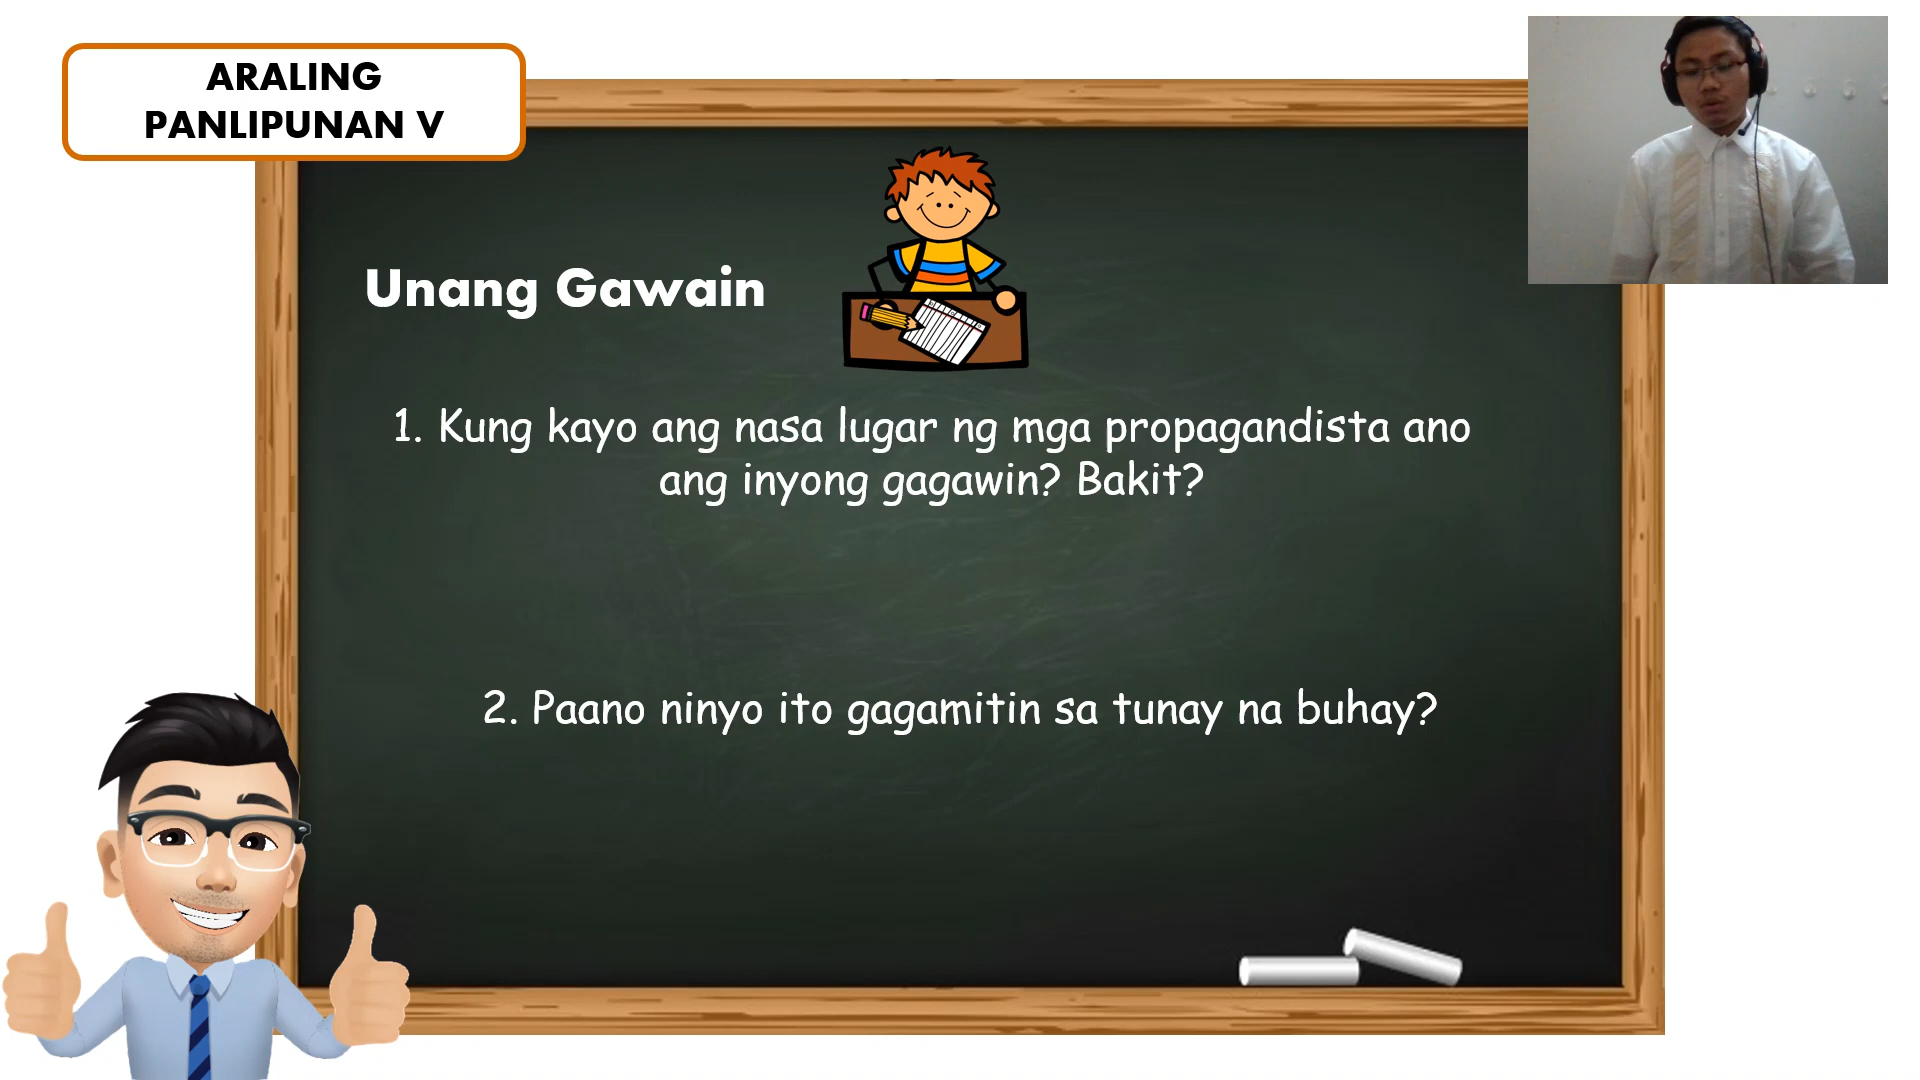 ARALING
PANLIPUNAN V
Unang Gawain
1. Kung kayo ang nasa lugar ng mga propagandista ano
ang inyong gagawin? Bakit?
2. Paano ninyo ito gagamitin sa tunay na buhay?